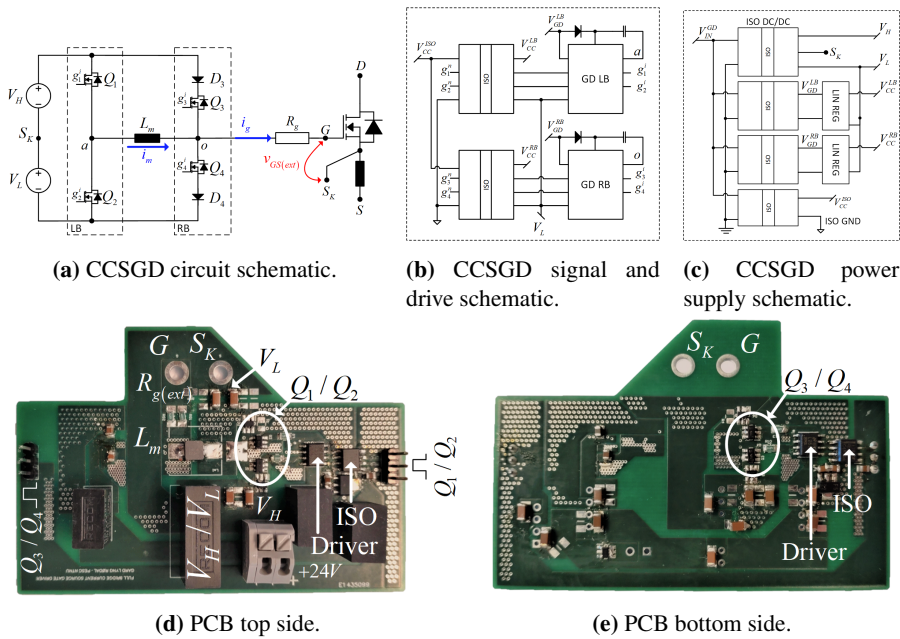 V_H
S_K
V_L
g_1^i
Q_1
D_3
g_3^i
Q_3
L_m
a
i_m
o
g_4^i
Q_4
g_2^i
Q_2
D_4
LB
RB
i_g
R_g
G
D
v_GS(ext)
S_K
S
(a) CCSGD circuit schematic.
V_CC^ISO
V_CC^LB
V_GD^LB
g_1^n
g_2^n
ISO
GD LB
a
g_1^i
g_2^i
V_CC^RB
V_GD^RB
g_3^n
g_4^n
ISO
GD RB
o
g_3^i
g_4^i
V_L
(b) CCSGD signal and
drive schematic.
ISO DC/DC
V_IN^GD
ISO
V_H
S_K
V_L
ISO
V_GD^LB
LIN REG
V_CC^LB
ISO
V_GD^RB
LIN REG
V_CC^RB
ISO
V_CC^ISO
ISO GND
(c) CCSGD power
supply schematic.
G S_K
V_L
R_g(ext)
Q_1 / Q_2
L_m
Q_1 / Q_2
Q_3 / Q_4
V_H
V_L
V_H
ISO
Driver
+24V
FULL BRIDGE CURRENT SOURCE GATE DRIVER
(d) PCB top side.
S_K G
Q_3 / Q_4
ISO
Driver
(e) PCB bottom side.